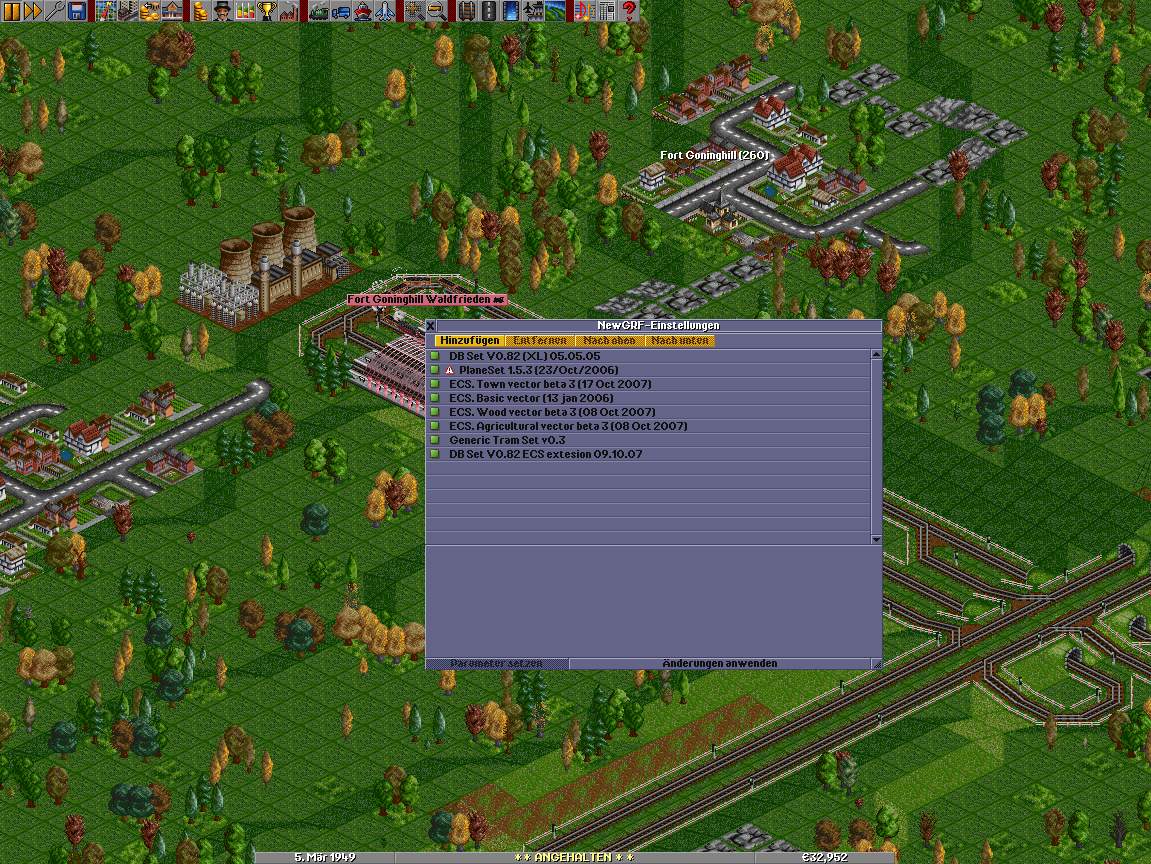 Fort Goninghill (260)
Fort Goninghill Waldfrieden
NewGRF-Einstellungen
Hinzufügen Entfernen Nach oben Nach unten
DB Set V0.82 (XL) 05.05.05
PlaneSet 1.5.3 (23/Oct/2006)
ECS. Town vector beta 3 (17 Oct 2007)
ECS. Basic vector (13 jan 2006)
ECS. Wood vector beta 3 (08 Oct 2007)
ECS. Agricultural vector beta 3 (08 Oct 2007)
Generic Tram Set v0.3
DB Set V0.82 ECS extesion 09.10.07
Parameter setzen Änderungen anwenden
5. Mär 1949 * * ANGEHALTEN * * €32,952